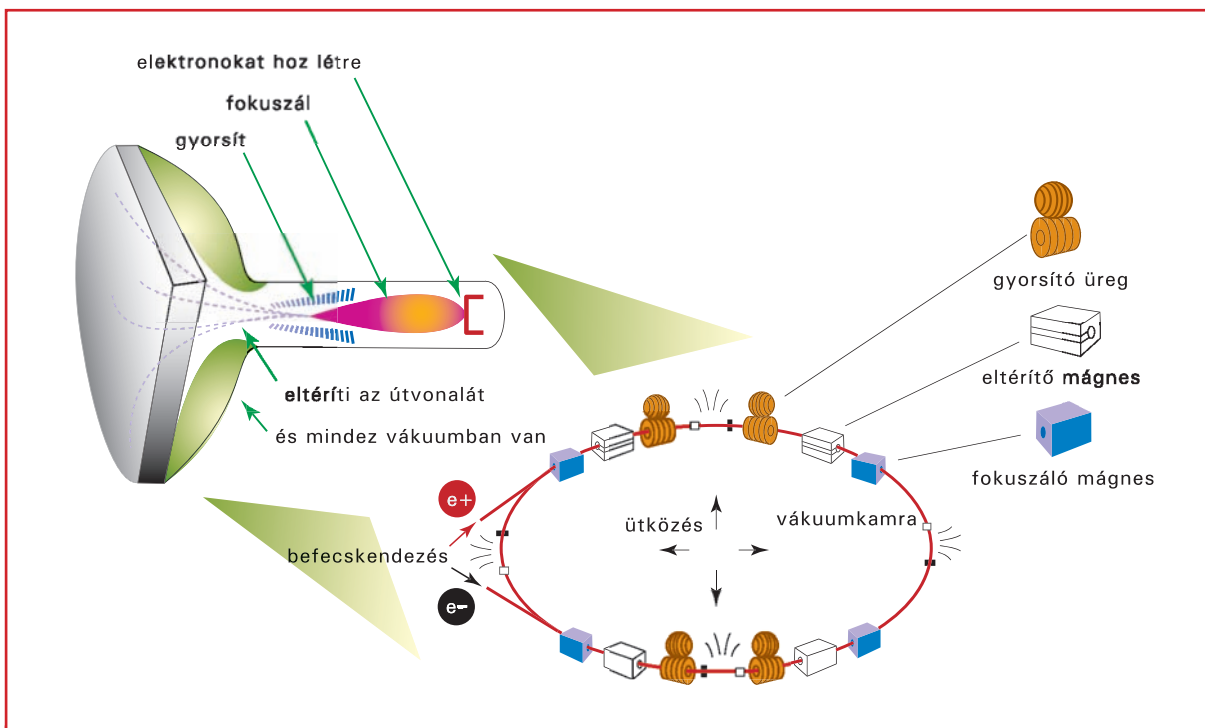 elektronokat hoz létre
fokuszál
gyorsít
eltéríti az útvonalát
és mindez vákuumban van
gyorsító üreg
eltérítő mágnes
fokuszáló mágnes
e+
befecskendezés
e-
ütközés
vákuumkamra